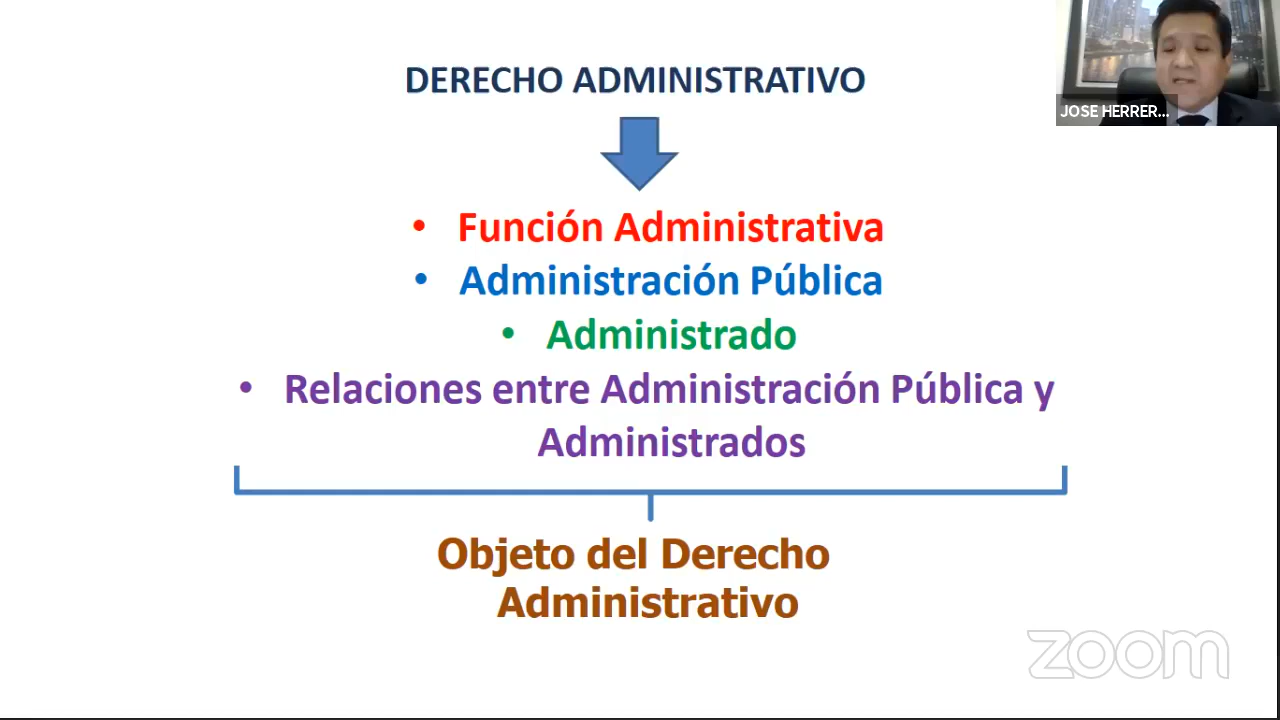 DERECHO ADMINISTRATIVO
JOSE HERRER...
• Función Administrativa
• Administración Pública
• Administrado
• Relaciones entre Administración Pública y
Administrados
Objeto del Derecho
Administrativo
zoom